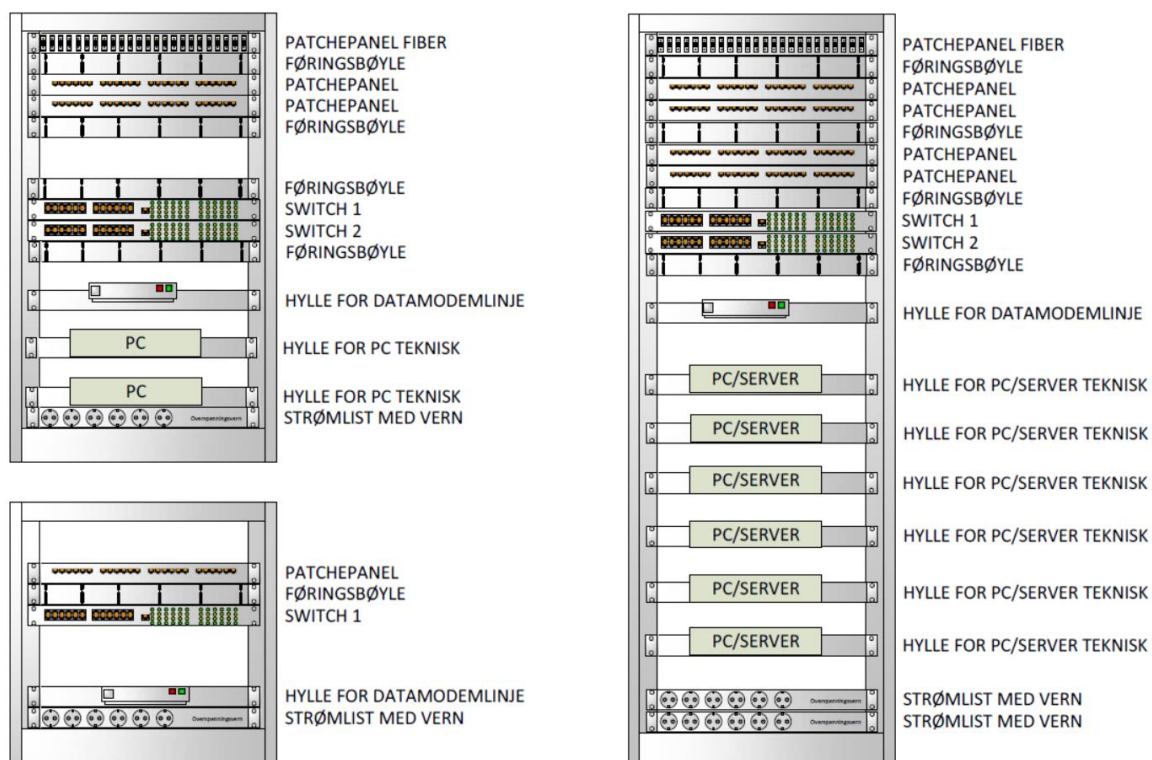 PATCHEPANEL FIBER
FØRINGSBØYLE
PATCHEPANEL
PATCHEPANEL
FØRINGSBØYLE
FØRINGSBØYLE
SWITCH 1
SWITCH 2
FØRINGSBØYLE
HYLLE FOR DATAMODEMLINJE
PC
HYLLE FOR PC TEKNISK
PC
HYLLE FOR PC TEKNISK
Overspenningsvern
STRØMLIST MED VERN
PATCHEPANEL
FØRINGSBØYLE
SWITCH 1
HYLLE FOR DATAMODEMLINJE
Overspenningsvern
STRØMLIST MED VERN
PATCHEPANEL FIBER
FØRINGSBØYLE
PATCHEPANEL
PATCHEPANEL
FØRINGSBØYLE
PATCHEPANEL
PATCHEPANEL
FØRINGSBØYLE
SWITCH 1
SWITCH 2
FØRINGSBØYLE
HYLLE FOR DATAMODEMLINJE
PC/SERVER
HYLLE FOR PC/SERVER TEKNISK
PC/SERVER
HYLLE FOR PC/SERVER TEKNISK
PC/SERVER
HYLLE FOR PC/SERVER TEKNISK
PC/SERVER
HYLLE FOR PC/SERVER TEKNISK
PC/SERVER
HYLLE FOR PC/SERVER TEKNISK
PC/SERVER
HYLLE FOR PC/SERVER TEKNISK
Overspenningsvern
STRØMLIST MED VERN
Overspenningsvern
STRØMLIST MED VERN